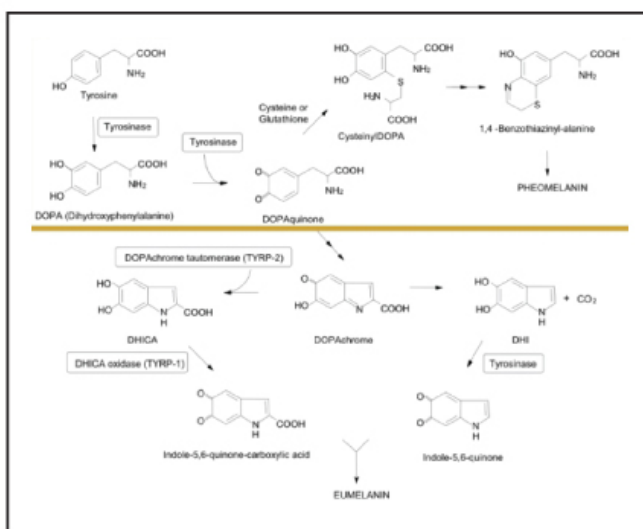 HO
COOH
NH₂
Tyrosine
Tyrosinase
HO
HO
COOH
NH₂
DOPA (Dihydroxyphenylalanine)
Tyrosinase
O
O
COOH
NH₂
DOPAquinone
Cysteine or
Glutathione
HO
HO
COOH
NH₂
S
H₂N
COOH
CysteinylDOPA
HO
COOH
NH₂
N
S
1,4 -Benzothiazinyl-alanine
PHEOMELANIN
DOPAchrome tautomerase (TYRP-2)
HO
HO
N
H
COOH
DHICA
O
HO
N
COOH
DOPAchrome
HO
HO
N
H
+ CO₂
DHI
DHICA oxidase (TYRP-1)
Tyrosinase
O
O
N
H
COOH
Indole-5,6-quinone-carboxylic acid
O
O
N
H
Indole-5,6-cuinone
EUMELANIN